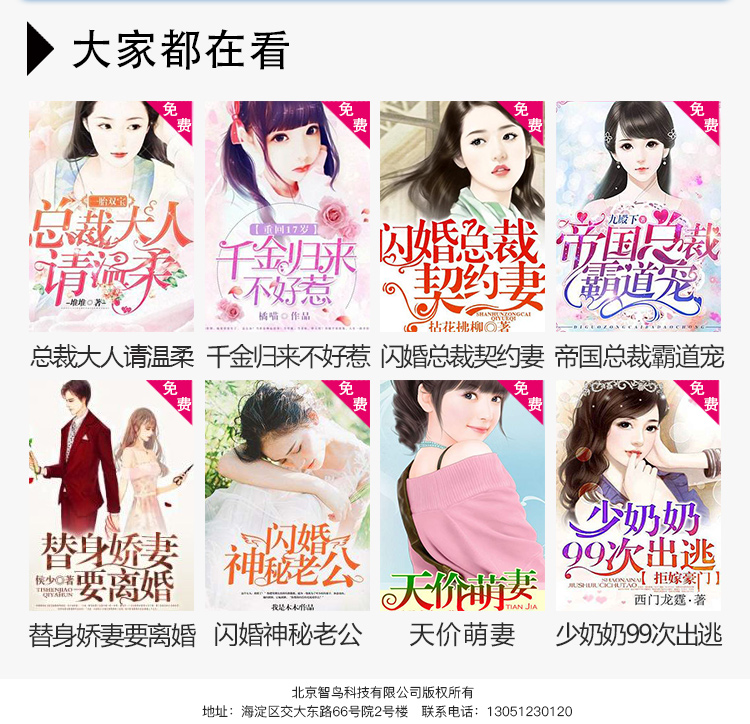 大家都在看
免费
一胎双宝
总裁大人
请温柔
堆堆◎著
免费
【重回17岁】
千金归来
不好惹
橘喵◎作品
免费
闪婚总裁
契约妻
SHANHUNZONGCAI
QIYUEQI
拈花拂柳◎著
免费
九殿下
帝国总裁
霸道宠
DIGUOZONGCAIBADAOCHONG
总裁大人请温柔
千金归来不好惹
闪婚总裁契约妻
帝国总裁霸道宠
免费
替身娇妻
侯少◎著
TISHENJIAO
QIYAOLIHUN
要离婚
免费
闪婚
神秘老公
我是木木/作品
免费
天价萌妻
TIAN JIA
免费
少奶奶
99次出逃
SHAONAINAI
JIUSHIJIUCICHUTAO
【拒嫁豪门】
西门龙霆·著
替身娇妻要离婚
闪婚神秘老公
天价萌妻
少奶奶99次出逃
北京智鸟科技有限公司版权所有
地址：海淀区交大东路66号院2号楼 联系电话：13051230120